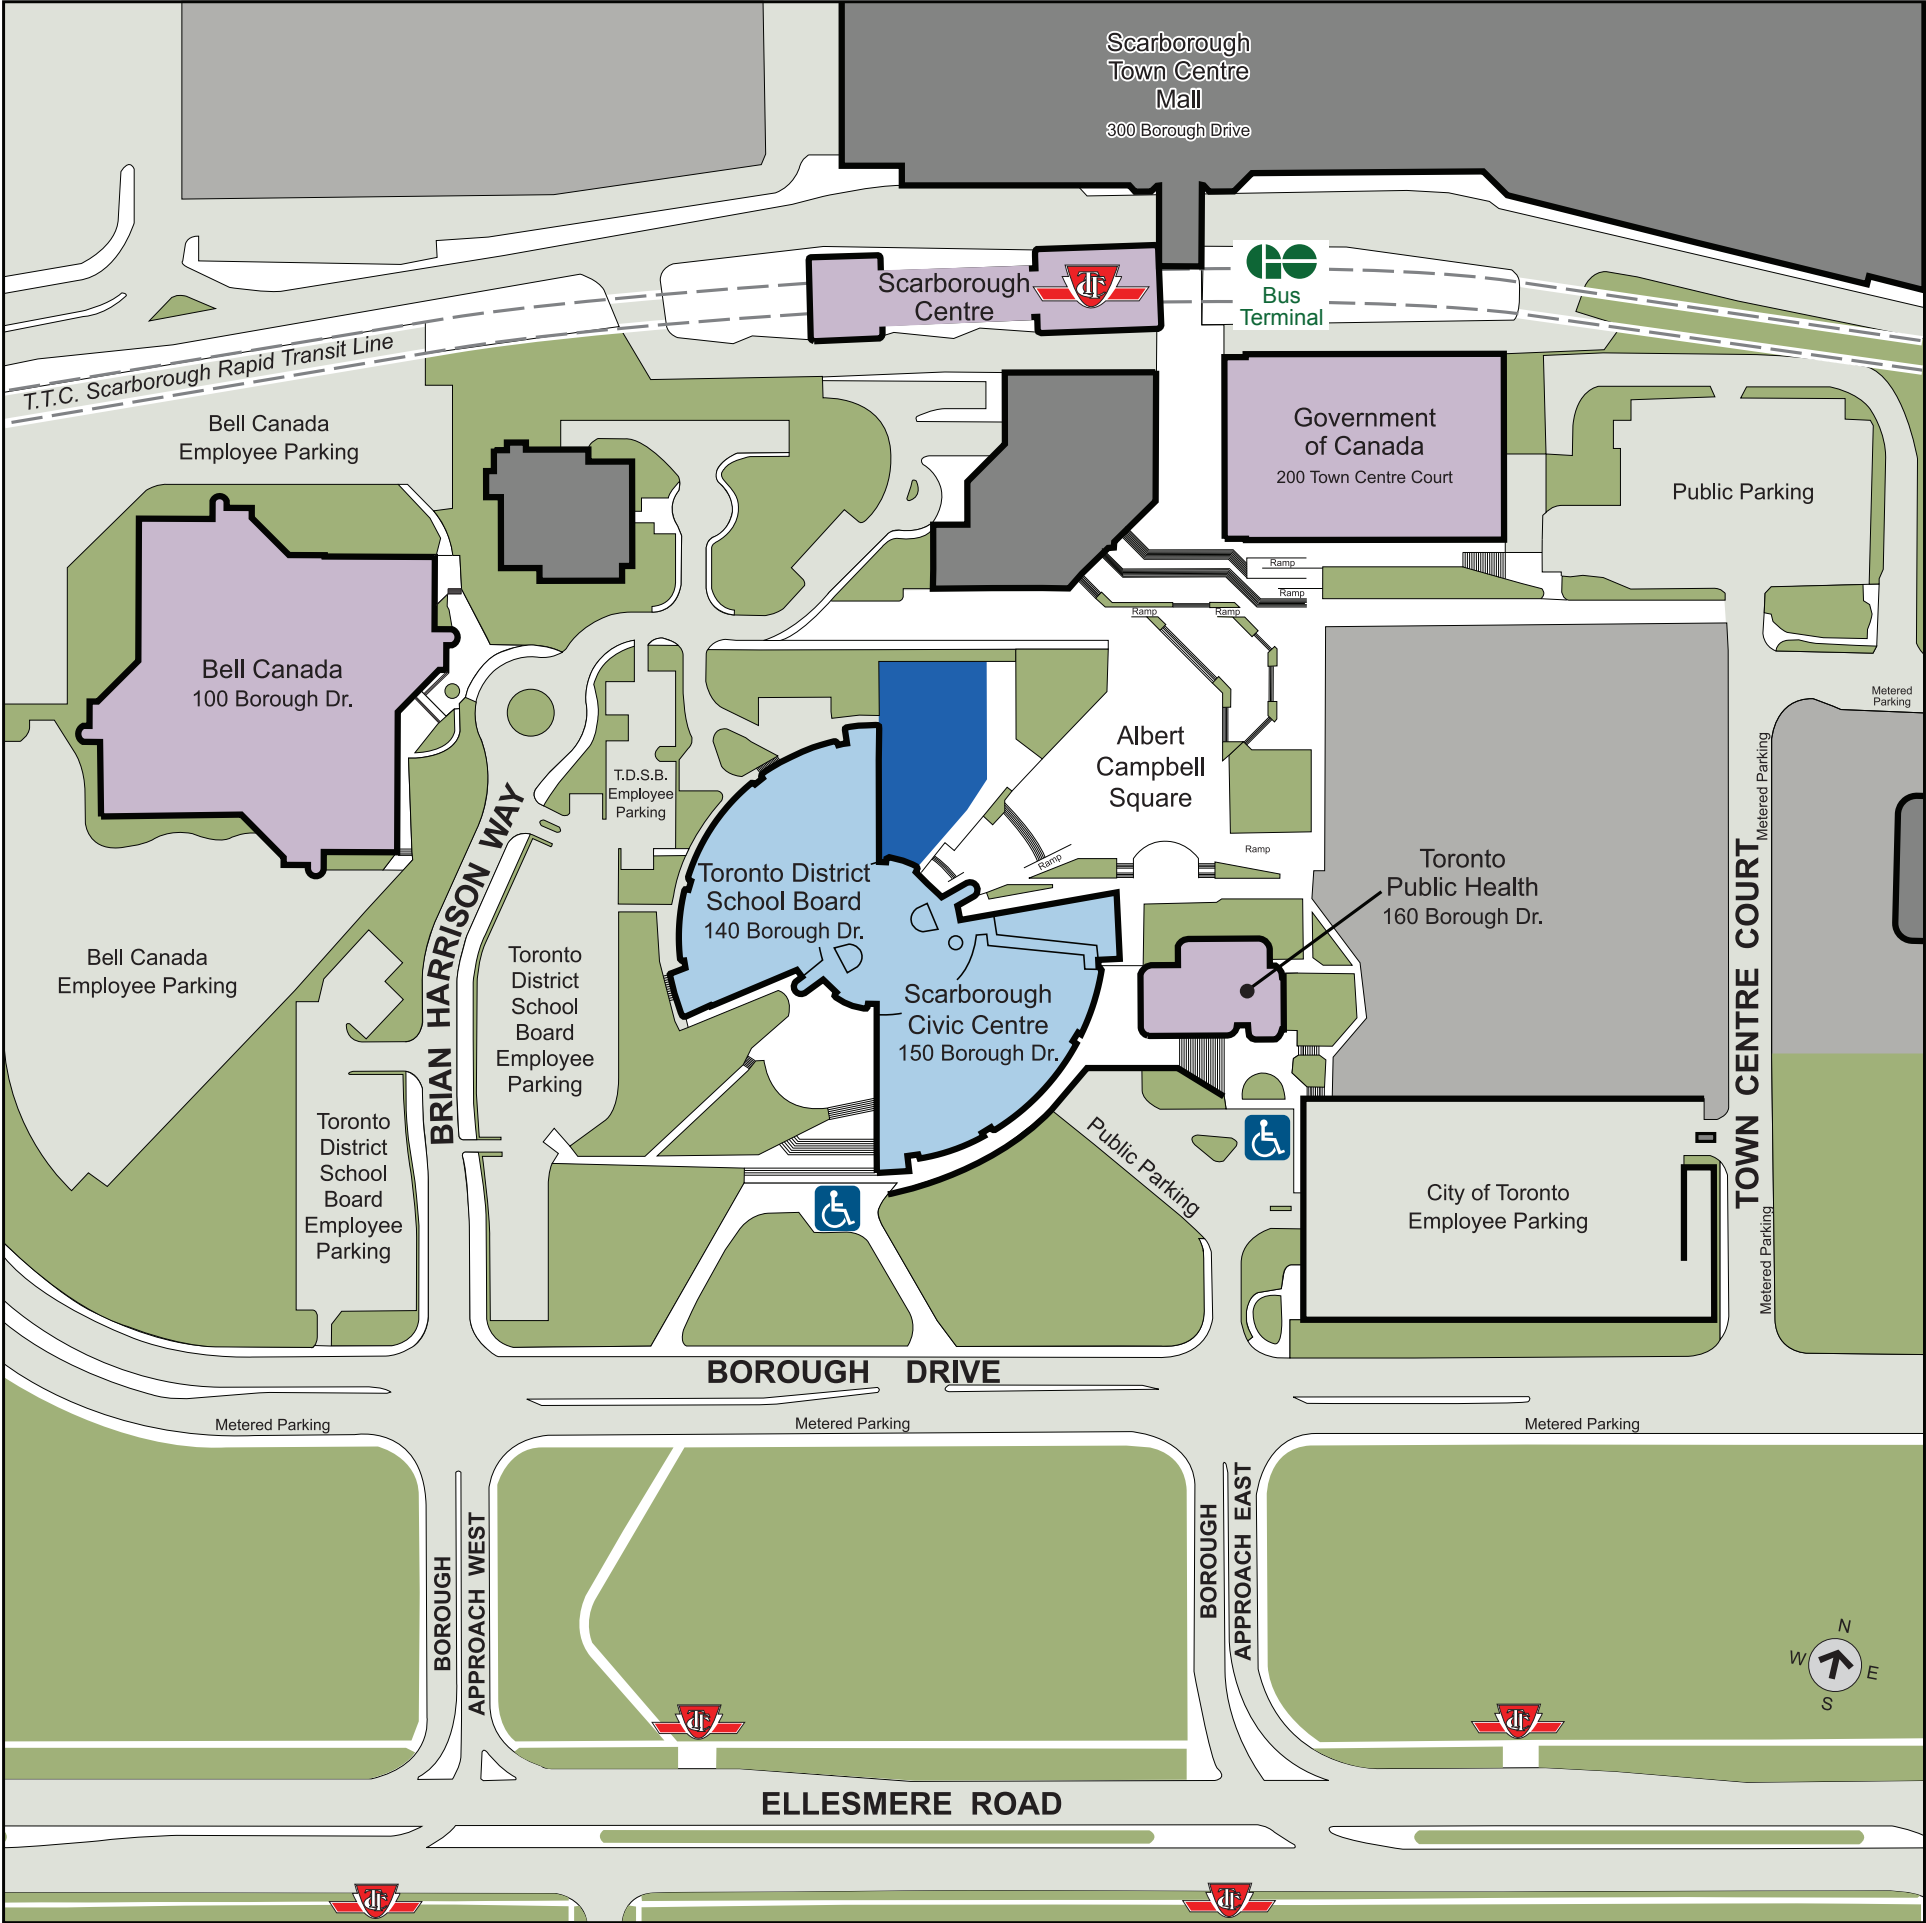 Scarborough
Town Centre
Mall
300 Borough Drive
Scarborough
Centre
TTC
GO
Bus
Terminal
T.T.C. Scarborough Rapid Transit Line
Bell Canada
Employee Parking
Government
of Canada
200 Town Centre Court
Public Parking
Ramp
Ramp
Ramp
Ramp
Bell Canada
100 Borough Dr.
Metered
Parking
Albert
Campbell
Square
Metered Parking
T.D.S.B.
Employee
Parking
BRIAN HARRISON WAY
Ramp
Ramp
Toronto District
School Board
140 Borough Dr.
Toronto
Public Health
160 Borough Dr.
TOWN CENTRE COURT
Bell Canada
Employee Parking
Toronto
District
School
Board
Employee
Parking
Scarborough
Civic Centre
150 Borough Dr.
Toronto
District
School
Board
Employee
Parking
Public Parking
City of Toronto
Employee Parking
Metered Parking
BOROUGH DRIVE
Metered Parking
Metered Parking
Metered Parking
BOROUGH
APPROACH WEST
BOROUGH
APPROACH EAST
N
W
E
S
TTC
TTC
ELLESMERE ROAD
TTC
TTC